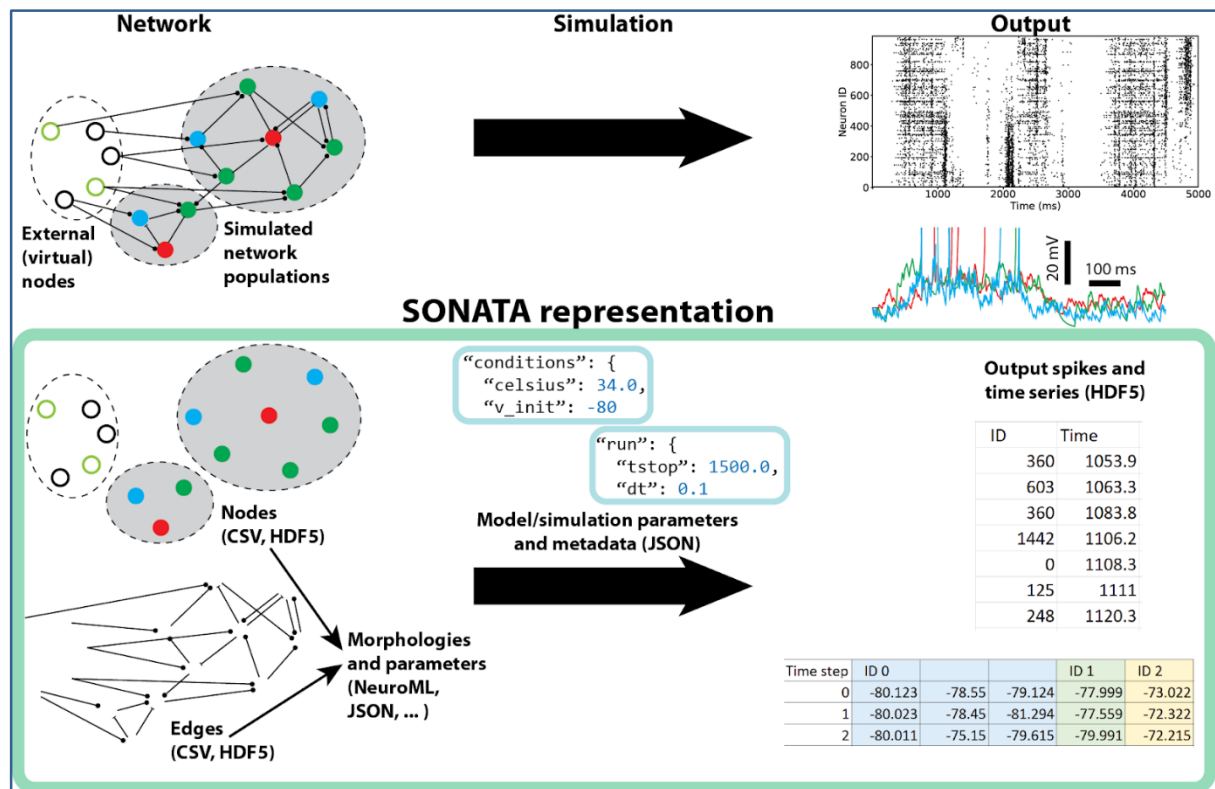 Network
Simulation
Output
External
(virtual)
nodes
Simulated
network
populations
Neuron ID
800
600
400
200
0
1000
2000
3000
4000
5000
Time (ms)
20 mV
100 ms
SONATA representation
Nodes
(CSV, HDF5)
Edges
(CSV, HDF5)
Morphologies
and parameters
(NeuroML,
JSON, ... )
“conditions”: {
“celsius”: 34.0,
“v_init”: -80
“run”: {
“tstop”: 1500.0,
“dt”: 0.1
Model/simulation parameters
and metadata (JSON)
Output spikes and
time series (HDF5)
ID Time
360 1053.9
603 1063.3
360 1083.8
1442 1106.2
0 1108.3
125 1111
248 1120.3
Time step ID 0 ID 1 ID 2
0 -80.123 -78.55 -79.124 -77.999 -73.022
1 -80.023 -78.45 -81.294 -77.559 -72.322
2 -80.011 -75.15 -79.615 -79.991 -72.215